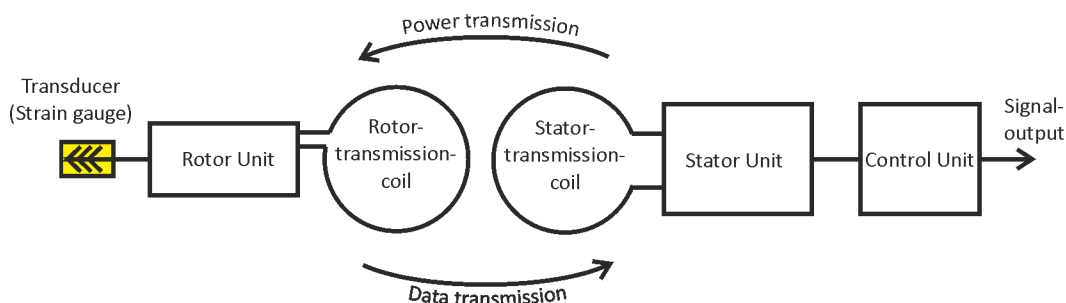 Power transmission
Transducer
(Strain gauge)
Rotor Unit
Rotor-
transmission-
coil
Stator-
transmission-
coil
Stator Unit
Control Unit
Signal-
output
Data transmission